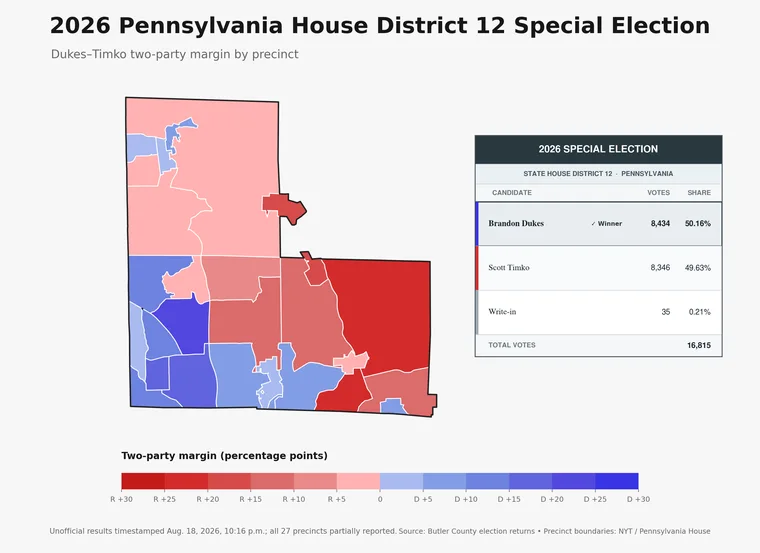 2026 Pennsylvania House District 12 Special Election
Dukes–Timko two-party margin by precinct
2026 SPECIAL ELECTION
STATE HOUSE DISTRICT 12 · PENNSYLVANIA
CANDIDATE VOTES SHARE
Brandon Dukes ✓ Winner 8,434 50.16%
Scott Timko 8,346 49.63%
Write-in 35 0.21%
TOTAL VOTES 16,815
Two-party margin (percentage points)
R +30 R +25 R +20 R +15 R +10 R +5 0 D +5 D +10 D +15 D +20 D +25 D +30
Unofficial results timestamped Aug. 18, 2026, 10:16 p.m.; all 27 precincts partially reported. Source: Butler County election returns • Precinct boundaries: NYT / Pennsylvania House